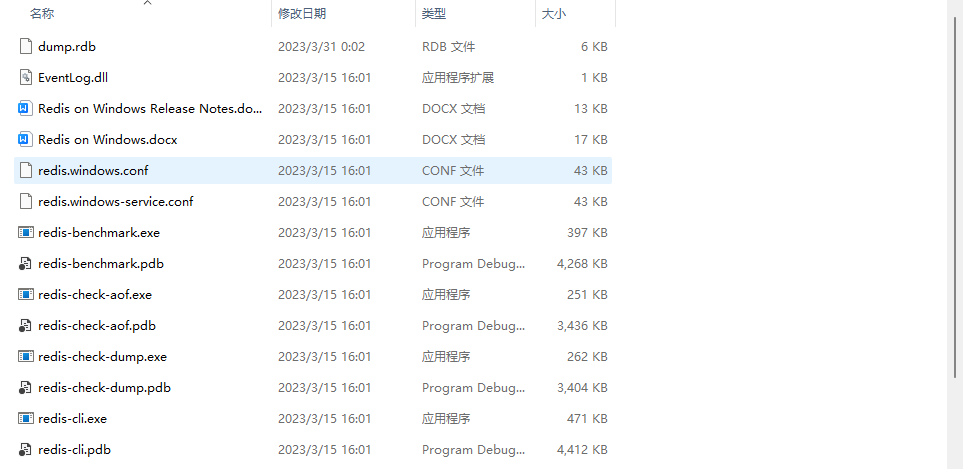 名称 修改日期 类型 大小
dump.rdb 2023/3/31 0:02 RDB 文件 6 KB
EventLog.dll 2023/3/15 16:01 应用程序扩展 1 KB
Redis on Windows Release Notes.do... 2023/3/15 16:01 DOCX 文档 13 KB
Redis on Windows.docx 2023/3/15 16:01 DOCX 文档 17 KB
redis.windows.conf 2023/3/15 16:01 CONF 文件 43 KB
redis.windows-service.conf 2023/3/15 16:01 CONF 文件 43 KB
redis-benchmark.exe 2023/3/15 16:01 应用程序 397 KB
redis-benchmark.pdb 2023/3/15 16:01 Program Debug... 4,268 KB
redis-check-aof.exe 2023/3/15 16:01 应用程序 251 KB
redis-check-aof.pdb 2023/3/15 16:01 Program Debug... 3,436 KB
redis-check-dump.exe 2023/3/15 16:01 应用程序 262 KB
redis-check-dump.pdb 2023/3/15 16:01 Program Debug... 3,404 KB
redis-cli.exe 2023/3/15 16:01 应用程序 471 KB
redis-cli.pdb 2023/3/15 16:01 Program Debug... 4,412 KB